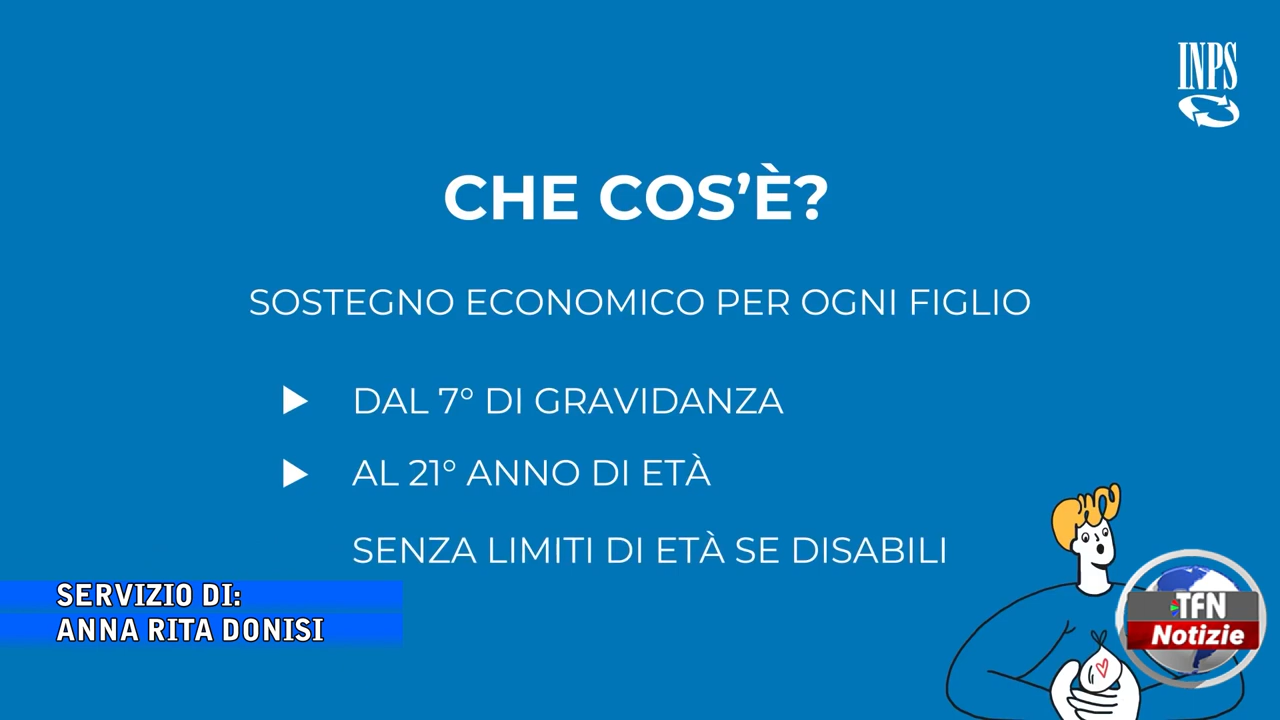 INPS
CHE COS'È?
SOSTEGNO ECONOMICO PER OGNI FIGLIO
DAL 7° DI GRAVIDANZA
AL 21° ANNO DI ETÀ
SENZA LIMITI DI ETÀ SE DISABILI
SERVIZIO DI:
ANNA RITA DONISI
TFN
Notizie